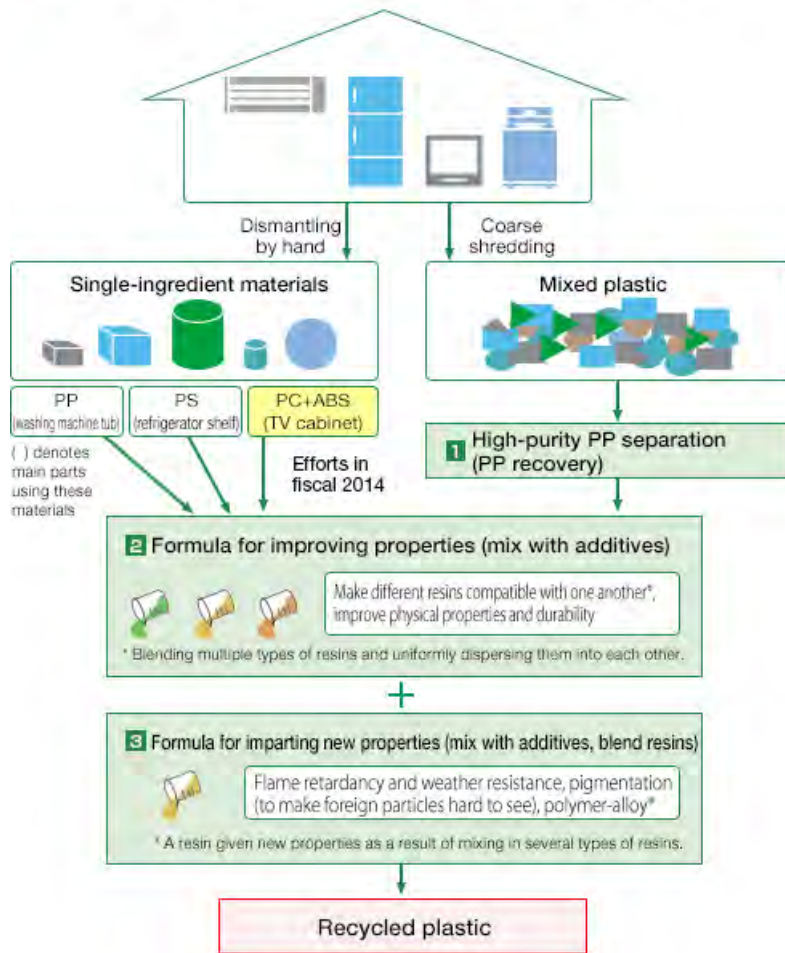 Dismantling
by hand
Coarse
shredding
Single-ingredient materials
Mixed plastic
PP
(washing machine tub)
PS
(refrigerator shelf)
PC+ABS
(TV cabinet)
( ) denotes
main parts
using these
materials
Efforts in
fiscal 2014
1 High-purity PP separation
(PP recovery)
2 Formula for improving properties (mix with additives)
Make different resins compatible with one another*,
improve physical properties and durability
* Blending multiple types of resins and uniformly dispersing them into each other.
+
3 Formula for imparting new properties (mix with additives, blend resins)
Flame retardancy and weather resistance, pigmentation
(to make foreign particles hard to see), polymer-alloy*
* A resin given new properties as a result of mixing in several types of resins.
Recycled plastic